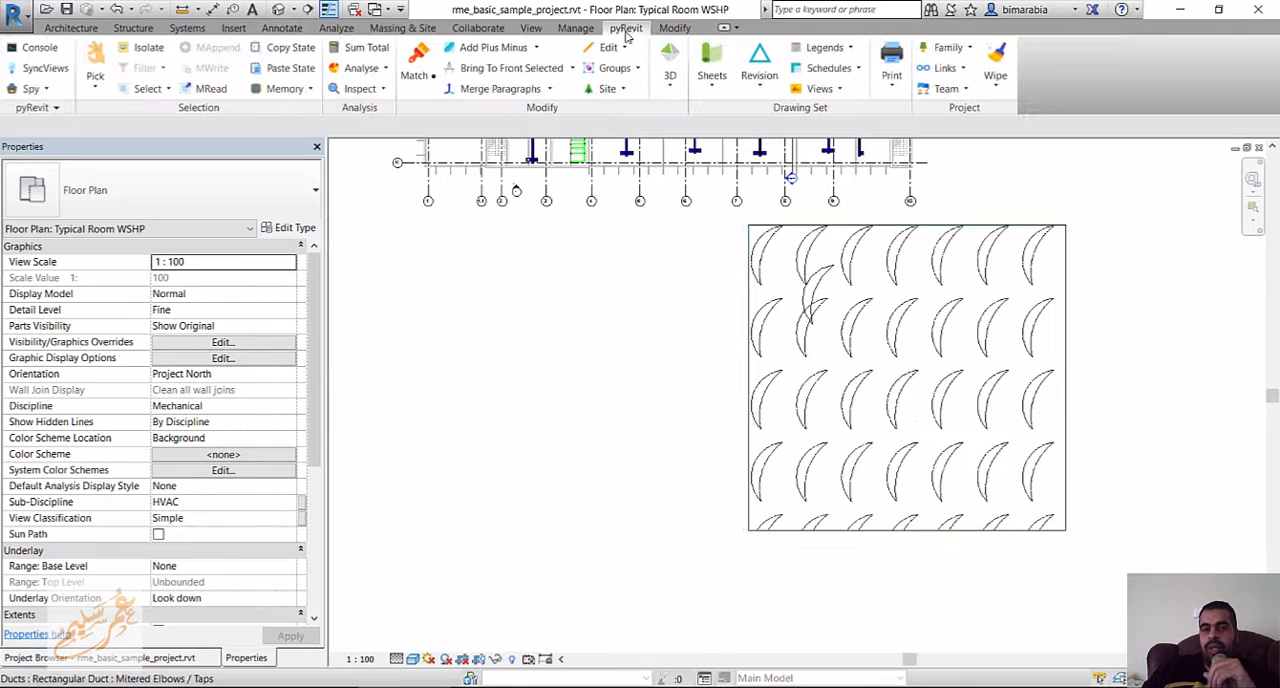 rme_basic_sample_project.rvt - Floor Plan: Typical Room WSHP
Type a keyword or phrase
bimarabia
Architecture Structure Systems Insert Annotate Analyze Massing & Site Collaborate View Manage pyRevit Modify
Console Isolate MAppend Copy State Sum Total Add Plus Minus Edit Legends Family
SyncViews Pick Filter MWrite Paste State Analyse Match Bring To Front Selected Groups 3D Sheets Revision Schedules Print Links Wipe
Spy Select MRead Memory Inspect Merge Paragraphs Site Views Team
pyRevit Selection Analysis Modify Drawing Set Project
Properties
Floor Plan
Floor Plan: Typical Room WSHP Edit Type
Graphics
View Scale 1 : 100
Scale Value 1: 100
Display Model Normal
Detail Level Fine
Parts Visibility Show Original
Visibility/Graphics Overrides Edit...
Graphic Display Options Edit...
Orientation Project North
Wall Join Display Clean all wall joins
Discipline Mechanical
Show Hidden Lines By Discipline
Color Scheme Location Background
Color Scheme <none>
System Color Schemes Edit...
Default Analysis Display Style None
Sub-Discipline HVAC
View Classification Simple
Sun Path
Underlay
Range: Base Level None
Range: Top Level Unbounded
Underlay Orientation Look down
Extents
Properties help Apply
عُمَر سَلِيم
Project Browser - rme_basic_sample_project.rvt Properties
1 : 100
Ducts : Rectangular Duct : Mitered Elbows / Taps :0 Main Model